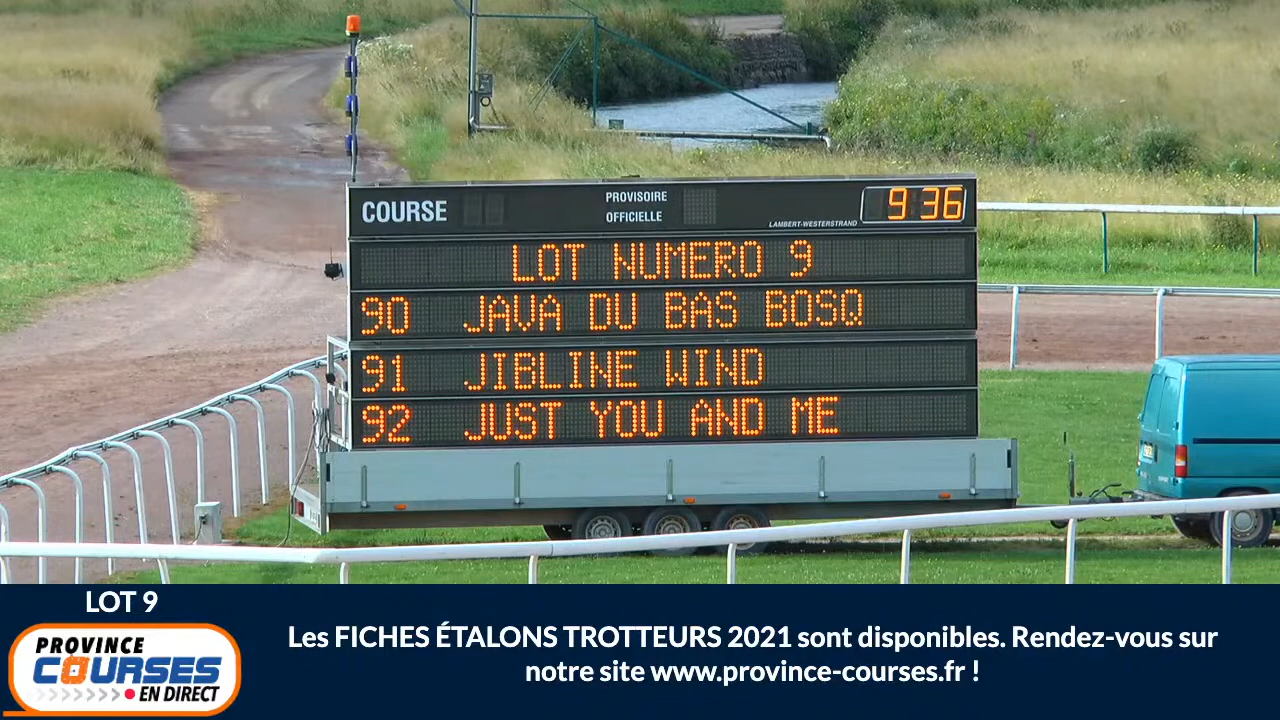 COURSE
PROVISOIRE
OFFICIELLE
LAMBERT-WESTERSTRAND
9 36
LOT NUMERO 9
90 JAVA DU BAS BOSQ
91 JIBLINE WIND
92 JUST YOU AND ME
LOT 9
PROVINCE
COURSES
EN DIRECT
Les FICHES ÉTALONS TROTTEURS 2021 sont disponibles. Rendez-vous sur
notre site www.province-courses.fr !